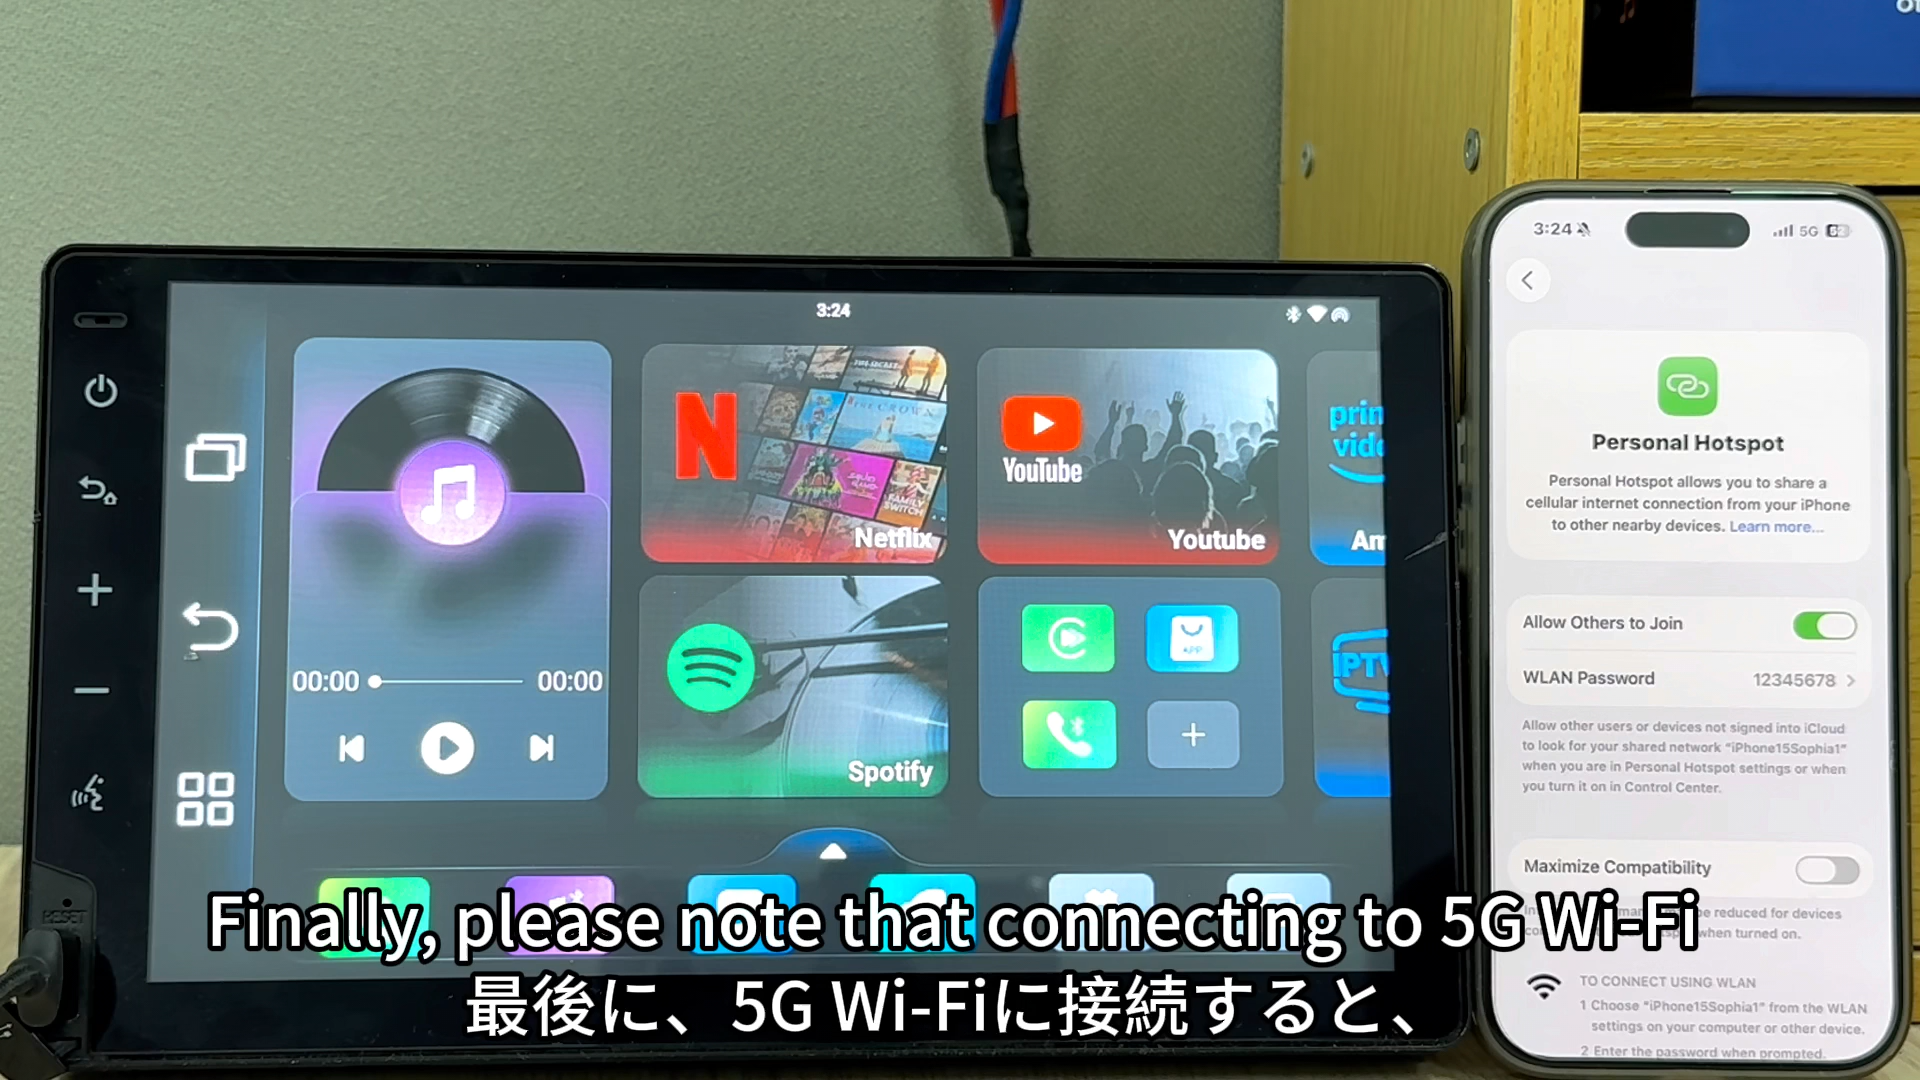 3:24
N
Netflix
YouTube
Youtube
prim
vide
Am
00:00
00:00
Spotify
APP
IPTV
RESET
3:24
5G
Personal Hotspot
Personal Hotspot allows you to share a
cellular internet connection from your iPhone
to other nearby devices. Learn more...
Allow Others to Join
WLAN Password 12345678
Allow other users or devices not signed into iCloud
to look for your shared network “iPhone15Sophia1”
when you are in Personal Hotspot settings or when
you turn it on in Control Center.
Maximize Compatibility
be reduced for devices
when turned on.
TO CONNECT USING WLAN
1 Choose “iPhone15Sophia1” from the WLAN
settings on your computer or other device.
2 Enter the password when prompted.
Finally, please note that connecting to 5G Wi-Fi
最後に、5G Wi-Fiに接続すると、